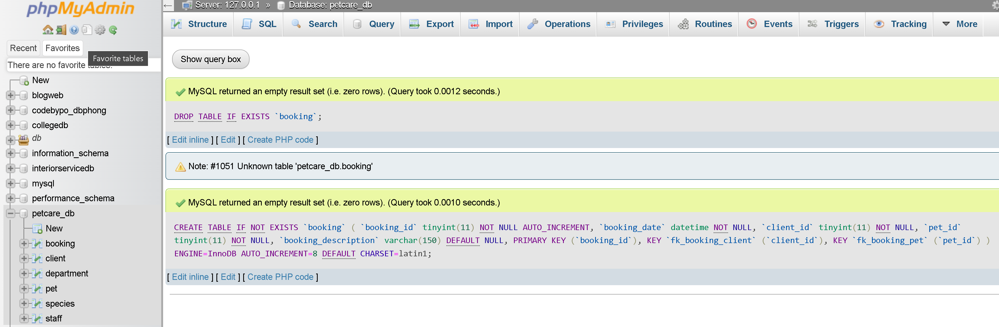 phpMyAdmin
Recent Favorites
Favorite tables
There are no favorite tables.
New
blogweb
codebypo_dbphong
collegedb
db
information_schema
interiorservicedb
mysql
performance_schema
petcare_db
New
booking
client
department
pet
species
staff
← Server: 127.0.0.1 » Database: petcare_db
Structure SQL Search Query Export Import Operations Privileges Routines Events Triggers Tracking More
Show query box
MySQL returned an empty result set (i.e. zero rows). (Query took 0.0012 seconds.)
DROP TABLE IF EXISTS `booking`;
[ Edit inline ] [ Edit ] [ Create PHP code ]
Note: #1051 Unknown table 'petcare_db.booking'
MySQL returned an empty result set (i.e. zero rows). (Query took 0.0010 seconds.)
CREATE TABLE IF NOT EXISTS `booking` ( `booking_id` tinyint(11) NOT NULL AUTO_INCREMENT, `booking_date` datetime NOT NULL, `client_id` tinyint(11) NOT NULL, `pet_id`
tinyint(11) NOT NULL, `booking_description` varchar(150) DEFAULT NULL, PRIMARY KEY (`booking_id`), KEY `fk_booking_client` (`client_id`), KEY `fk_booking_pet` (`pet_id`) )
ENGINE=InnoDB AUTO_INCREMENT=8 DEFAULT CHARSET=latin1;
[ Edit inline ] [ Edit ] [ Create PHP code ]